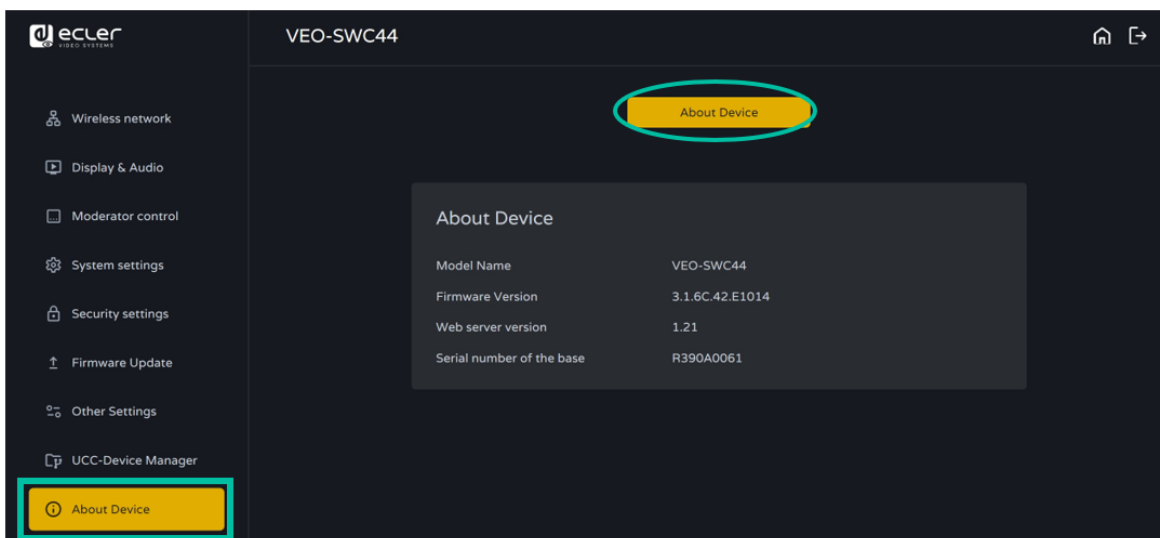 ecler
VIDEO SYSTEMS
VEO-SWC44
Wireless network
Display & Audio
Moderator control
System settings
Security settings
Firmware Update
Other Settings
UCC-Device Manager
About Device
About Device
About Device
Model Name VEO-SWC44
Firmware Version 3.1.6C.42.E1014
Web server version 1.21
Serial number of the base R390A0061